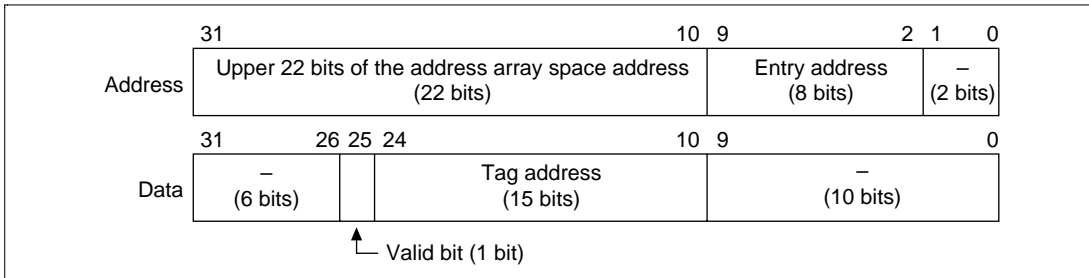 31 10 9 2 1 0
Address
Upper 22 bits of the address array space address
(22 bits)
Entry address
(8 bits)
–
(2 bits)
31 26 25 24 10 9 0
Data
–
(6 bits)
Tag address
(15 bits)
–
(10 bits)
Valid bit (1 bit)